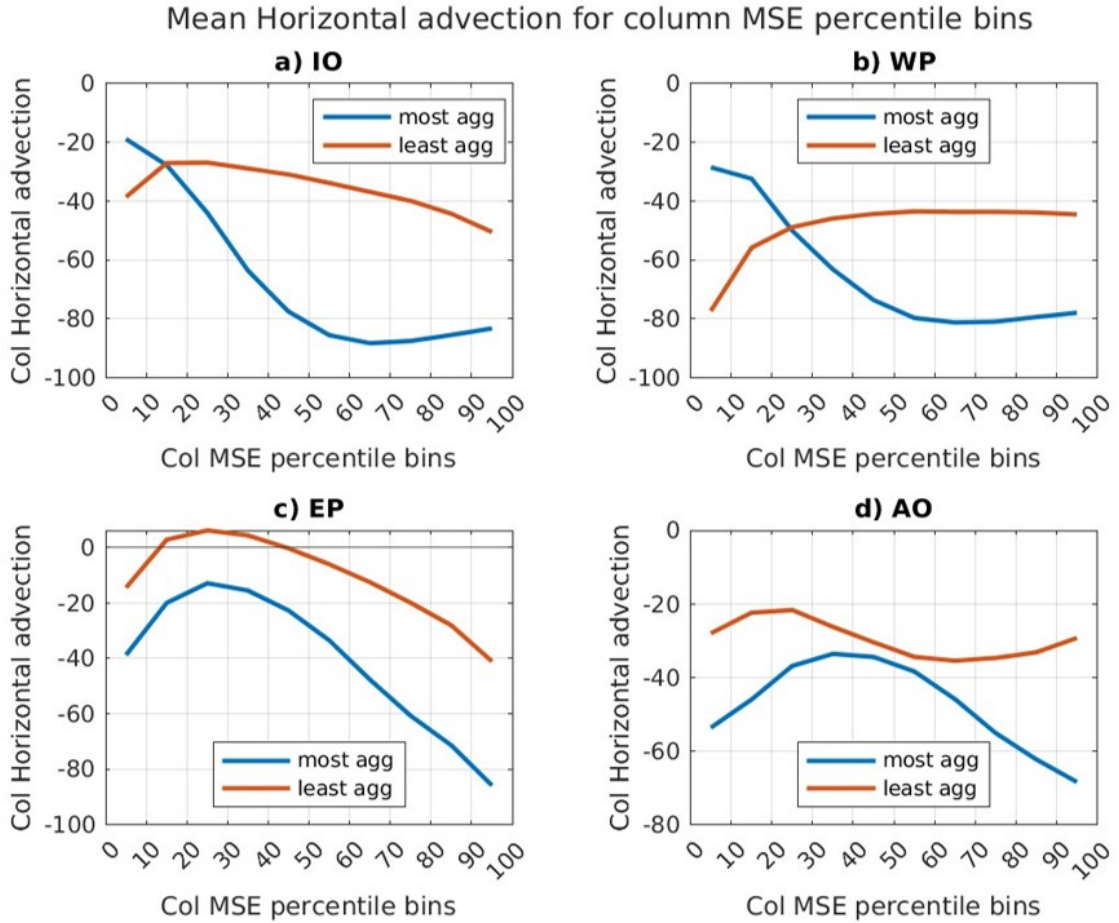 Mean Horizontal advection for column MSE percentile bins
a) IO
Col Horizontal advection
0
-20
-40
-60
-80
-100
most agg
least agg
0 10 20 30 40 50 60 70 80 90 100
Col MSE percentile bins
b) WP
Col Horizontal advection
0
-20
-40
-60
-80
-100
most agg
least agg
0 10 20 30 40 50 60 70 80 90 100
Col MSE percentile bins
c) EP
Col Horizontal advection
0
-20
-40
-60
-80
-100
most agg
least agg
0 10 20 30 40 50 60 70 80 90 100
Col MSE percentile bins
d) AO
Col Horizontal advection
0
-20
-40
-60
-80
most agg
least agg
0 10 20 30 40 50 60 70 80 90 100
Col MSE percentile bins